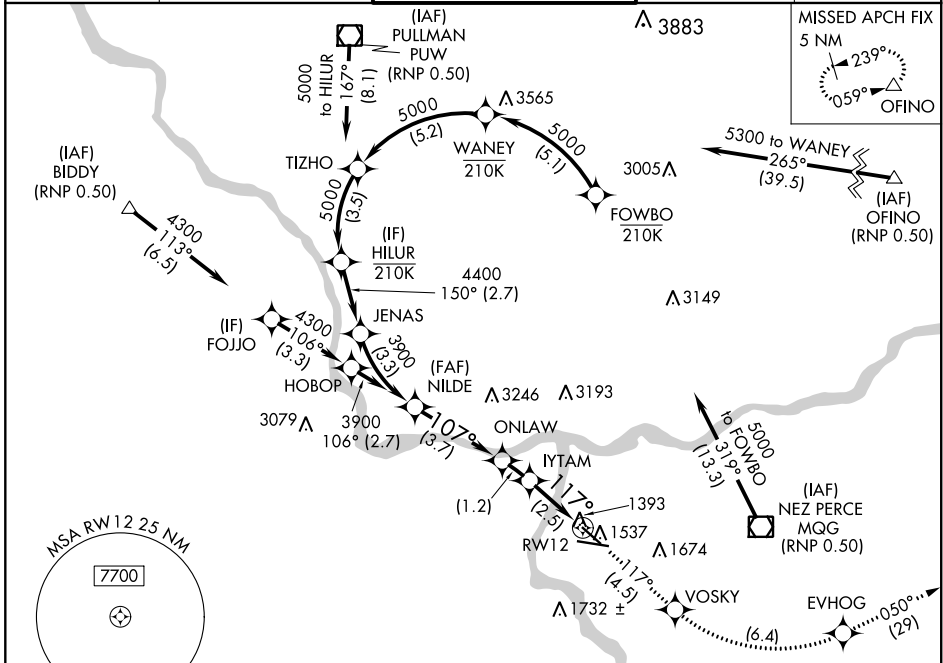 (IAF)
PULLMAN
PUW
(RNP 0.50)
5000
to HILUR
167°
(8.1)
3883
MISSED APCH FIX
5 NM
239°
059°
OFINO
3565
5000
(5.2)
WANEY
210K
5000
(5.1)
TIZHO
3005
5300 to WANEY
265°
(39.5)
(IAF)
OFINO
(RNP 0.50)
(IAF)
BIDDY
(RNP 0.50)
4300
113°
(6.5)
5000
(3.5)
FOWBO
210K
(IF)
HILUR
210K
4400
150° (2.7)
3149
JENAS
(IF)
FOJJO
4300
106°
(3.3)
3900
(3.3)
(FAF)
NILDE
HOBOP
3246
3193
3079
3900
106° (2.7)
107°
(3.7)
ONLAW
IYTAM
(1.2)
117°
(2.5)
5000
to FOWBO
319°
(13.3)
(IAF)
NEZ PERCE
MQG
(RNP 0.50)
1393
1537
RW12
1674
117°
(4.5)
MSA RW12 25 NM
7700
1732 ±
VOSKY
(6.4)
EVHOG
050°
(29)